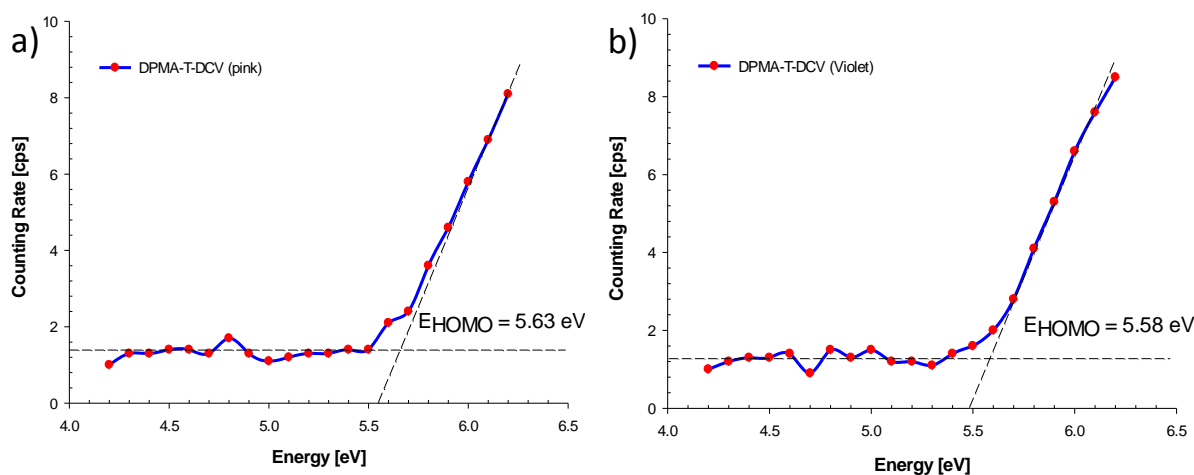 a)
DPMA-T-DCV (pink)
Counting Rate [cps]
10
8
6
4
2
0
E_HOMO = 5.63 eV
4.0 4.5 5.0 5.5 6.0 6.5
Energy [eV]
b)
DPMA-T-DCV (Violet)
Counting Rate [cps]
10
8
6
4
2
0
EHOMO = 5.58 eV
4.0 4.5 5.0 5.5 6.0 6.5
Energy [eV]